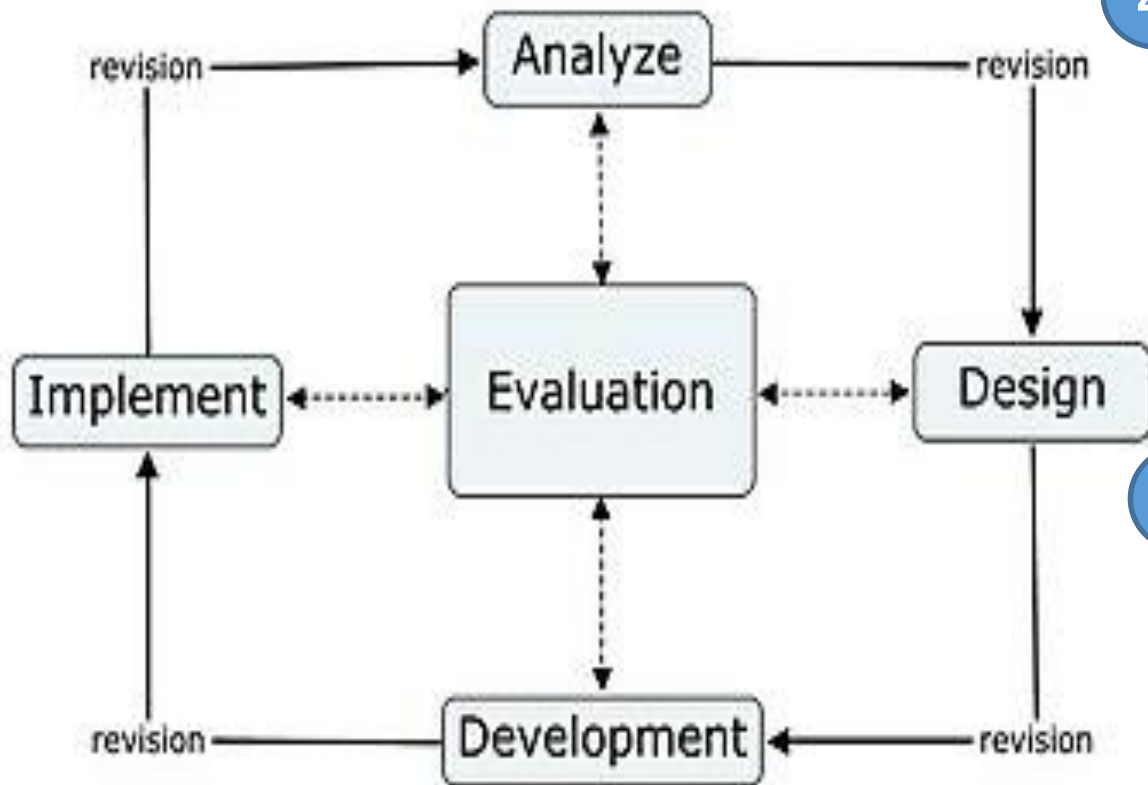 Analyze
revision
revision
Implement
Evaluation
Design
Development
revision
revision